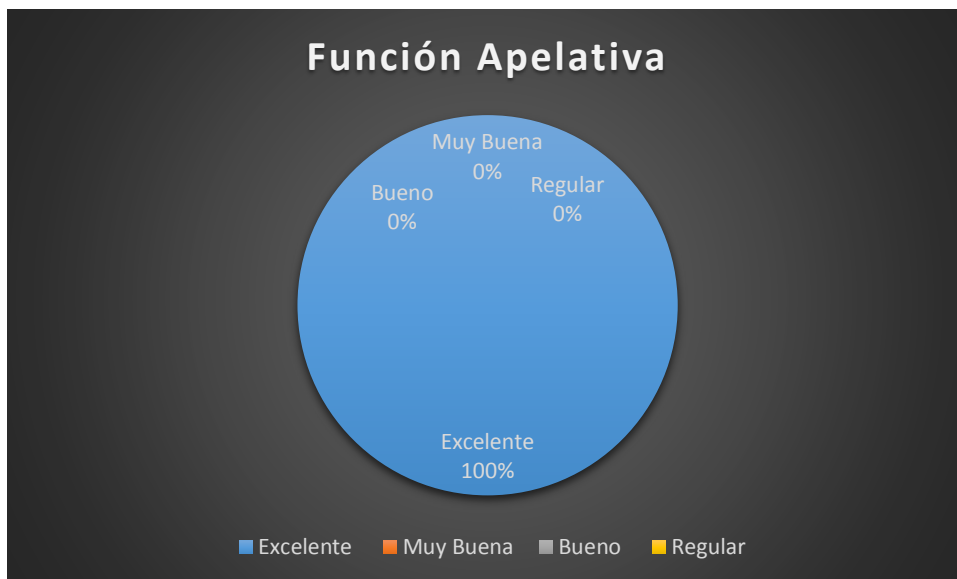 Función Apelativa
Muy Buena
0%
Regular
0%
Bueno
0%
Excelente
100%
Excelente Muy Buena Bueno Regular